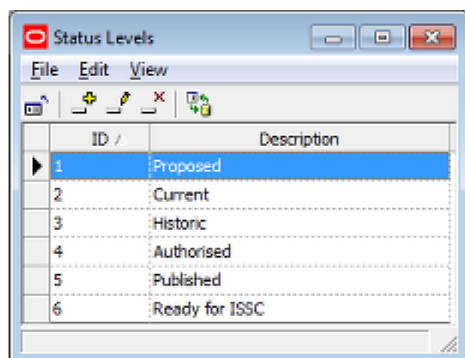 Status Levels
File Edit View
ID Description
1 Proposed
2 Current
3 Historic
4 Authorised
5 Published
6 Ready for ISSC